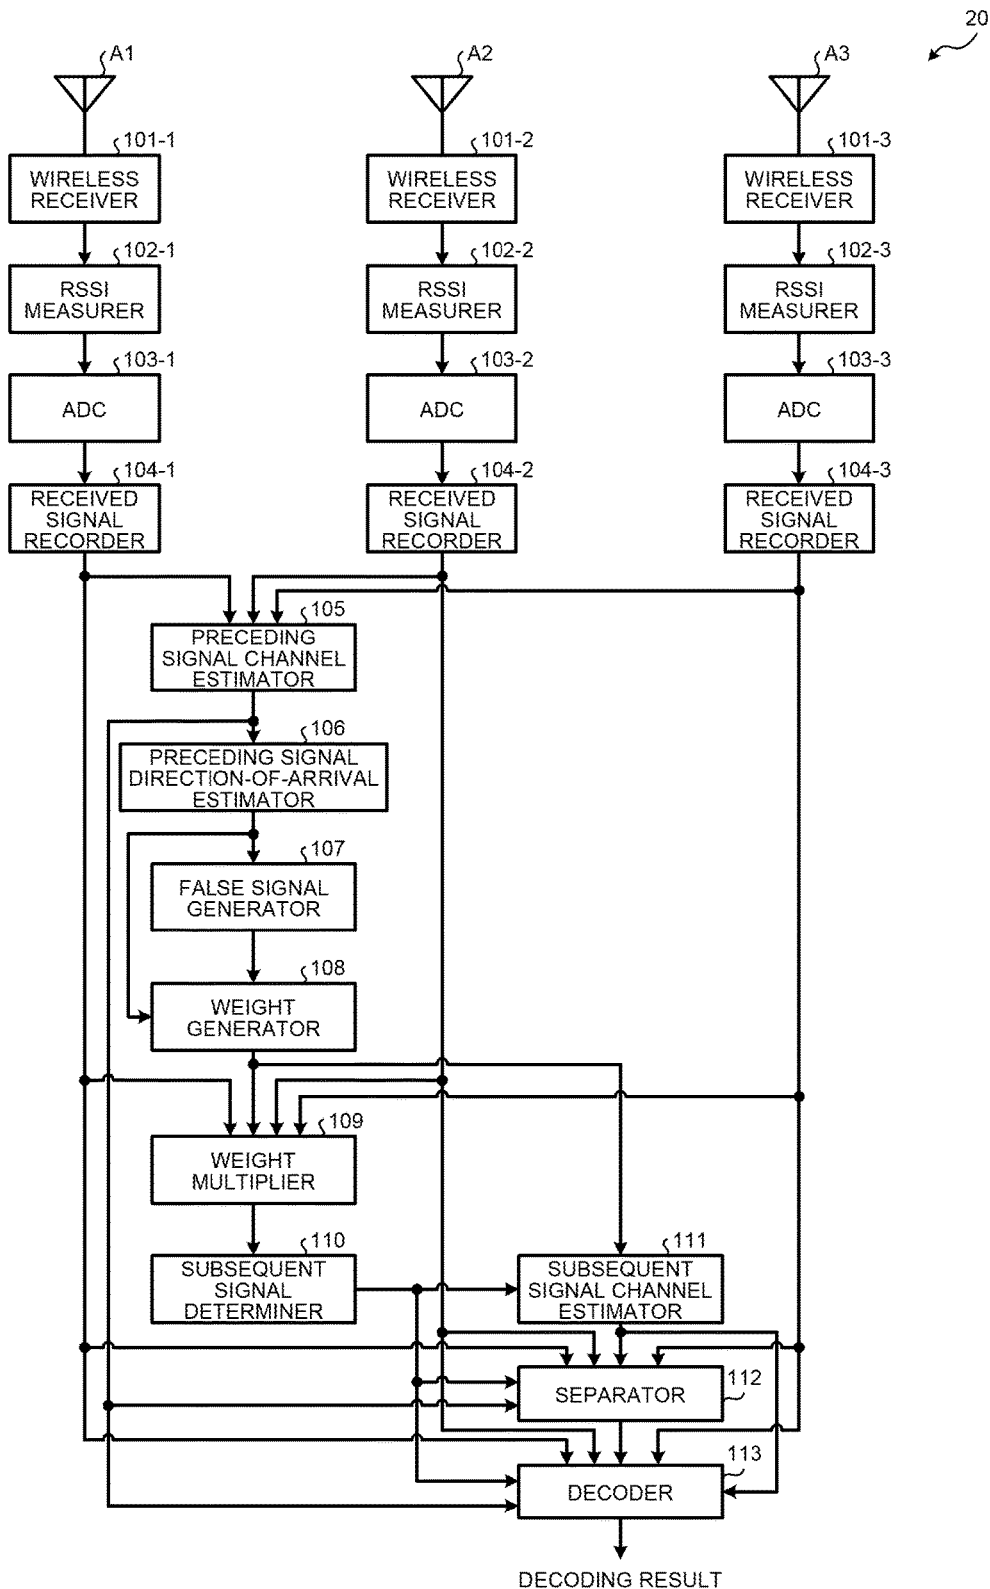 20
A1
A2
A3
101-1
101-2
101-3
WIRELESS
RECEIVER
WIRELESS
RECEIVER
WIRELESS
RECEIVER
102-1
102-2
102-3
RSSI
MEASURER
RSSI
MEASURER
RSSI
MEASURER
103-1
103-2
103-3
ADC
ADC
ADC
104-1
104-2
104-3
RECEIVED
SIGNAL
RECORDER
RECEIVED
SIGNAL
RECORDER
RECEIVED
SIGNAL
RECORDER
105
PRECEDING
SIGNAL CHANNEL
ESTIMATOR
106
PRECEDING SIGNAL
DIRECTION-OF-ARRIVAL
ESTIMATOR
107
FALSE SIGNAL
GENERATOR
108
WEIGHT
GENERATOR
109
WEIGHT
MULTIPLIER
110
SUBSEQUENT
SIGNAL
DETERMINER
111
SUBSEQUENT
SIGNAL CHANNEL
ESTIMATOR
SEPARATOR
112
113
DECODER
DECODING RESULT